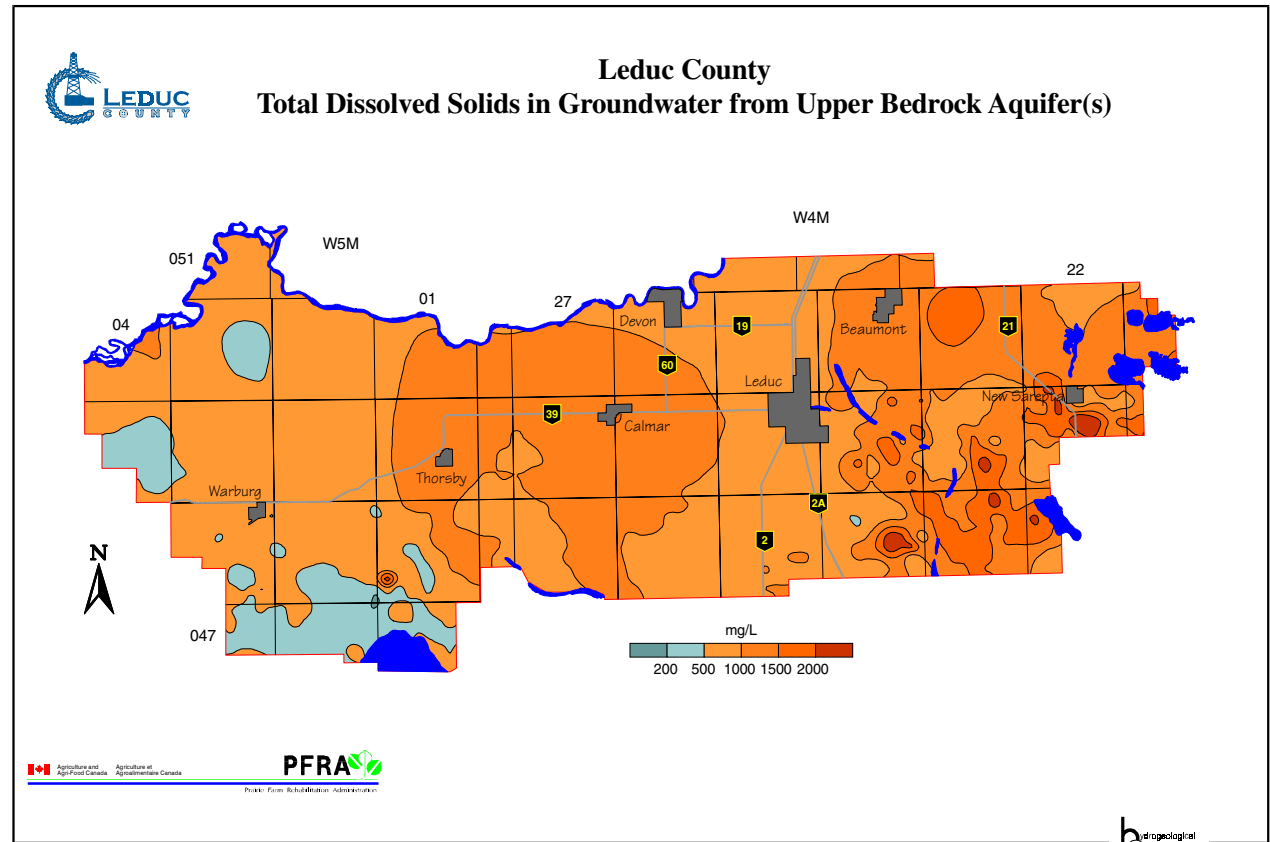 Leduc County
Total Dissolved Solids in Groundwater from Upper Bedrock Aquifer(s)
LEDUC
COUNTY
W4M
W5M
051
22
01
27
04
Devon
19
Beaumont
21
60
Leduc
New Sarepta
39
Calmar
Thorsby
Warburg
2A
2
N
047
mg/L
200 500 1000 1500 2000
Agriculture and Agriculture et
Agri-Food Canada Agroalimentaire Canada
PFRA
Prairie Farm Rehabilitation Administration
hydrogeological